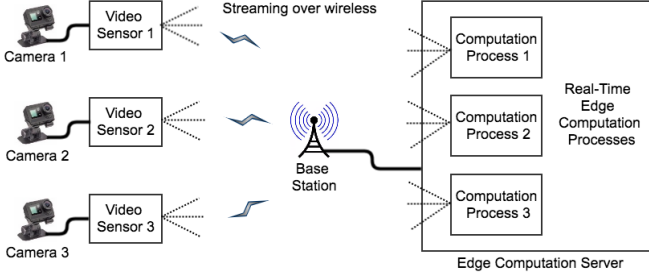 Streaming over wireless
Camera 1
Video
Sensor 1
Camera 2
Video
Sensor 2
Camera 3
Video
Sensor 3
Base
Station
Computation
Process 1
Computation
Process 2
Computation
Process 3
Real-Time
Edge
Computation
Processes
Edge Computation Server